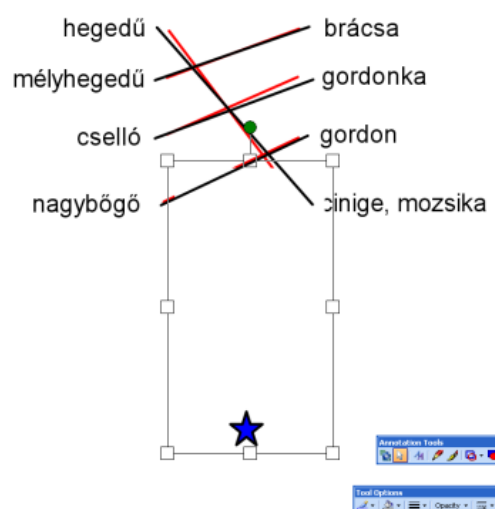 hegedű brácsa
mélyhegedű gordonka
cselló gordon
nagybőgő cinige, mozsika
Annotation Tools
Tool Options
Opacity